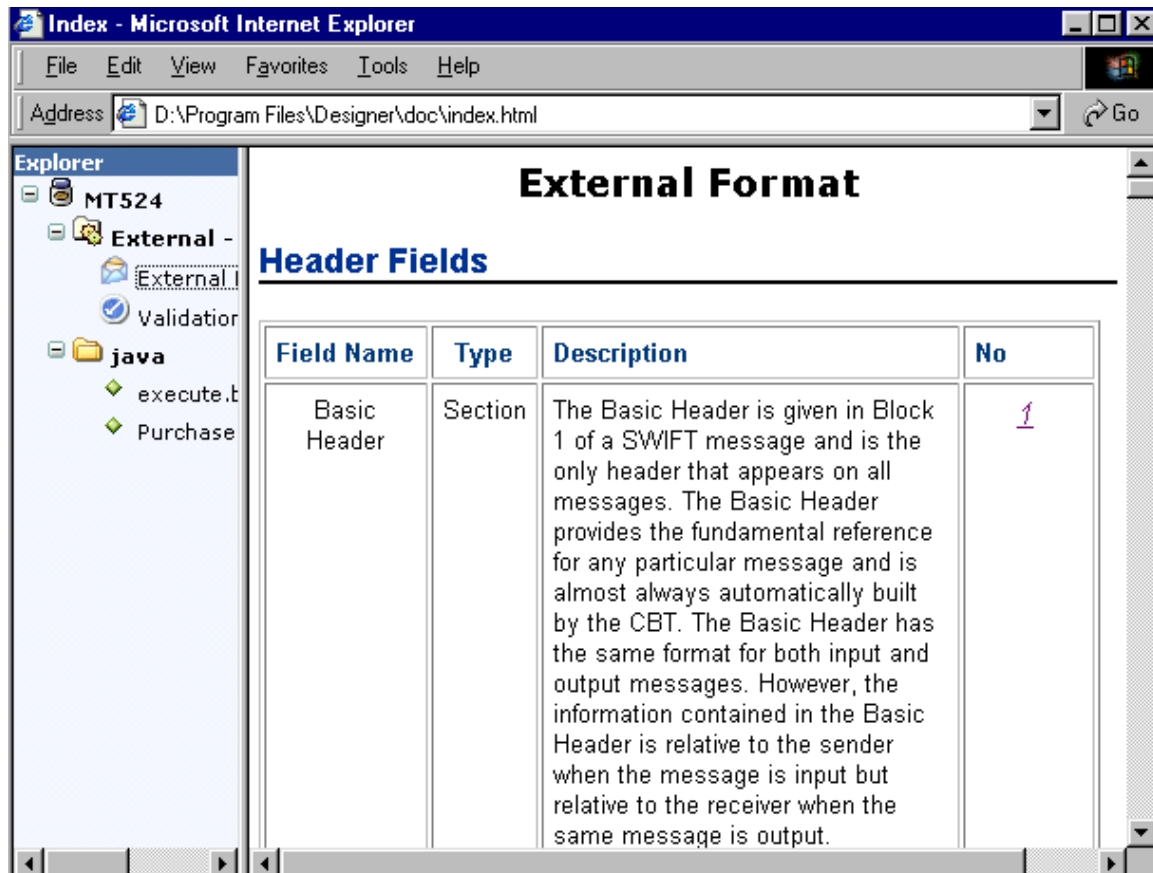 Index - Microsoft Internet Explorer
File Edit View Favorites Tools Help
Address D:\Program Files\Designer\doc\index.html Go
Explorer
MT524
External -
External
Validation
java
execute.b
Purchase
External Format
Header Fields
Field Name Type Description No
Basic Header
Section
The Basic Header is given in Block
1 of a SWIFT message and is the
only header that appears on all
messages. The Basic Header
provides the fundamental reference
for any particular message and is
almost always automatically built
by the CBT. The Basic Header has
the same format for both input and
output messages. However, the
information contained in the Basic
Header is relative to the sender
when the message is input but
relative to the receiver when the
same message is output.
1